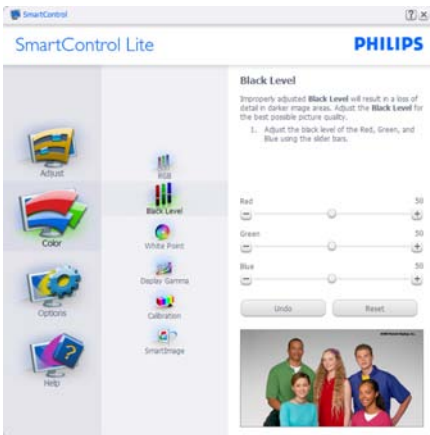 SmartControl
SmartControl Lite
PHILIPS
Adjust
Color
Options
Help
RGB
Black Level
White Point
Display Gamma
Calibration
SmartImage
Black Level
Improperly adjusted Black Level will result in a loss of
detail in darker image areas. Adjust the Black Level for
the best possible picture quality.
1. Adjust the black level of the Red, Green, and
Blue using the slider bars.
Red 50
Green 50
Blue 50
Undo Reset